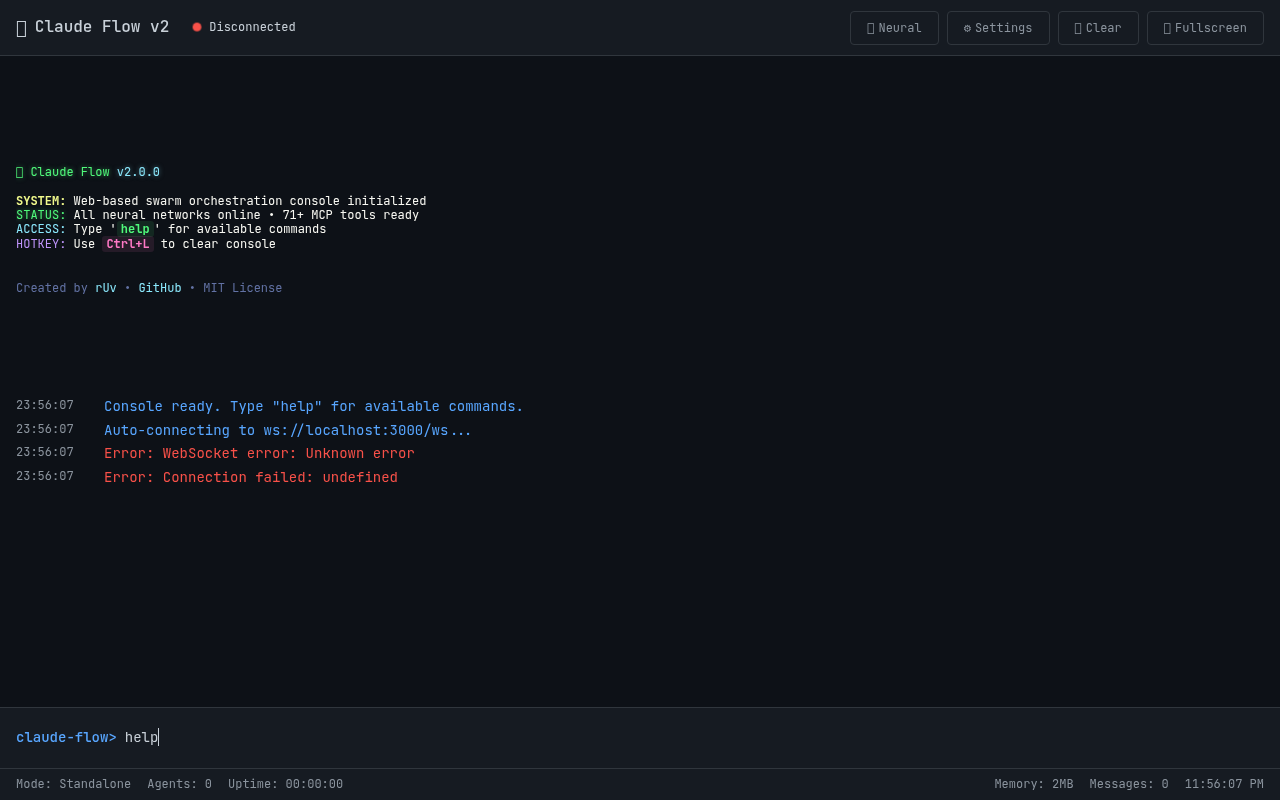 Claude Flow v2
Disconnected
Neural
Settings
Clear
Fullscreen
Claude Flow v2.0.0
SYSTEM: Web-based swarm orchestration console initialized
STATUS: All neural networks online • 71+ MCP tools ready
ACCESS: Type 'help' for available commands
HOTKEY: Use Ctrl+L to clear console
Created by rUv • GitHub • MIT License
23:56:07 Console ready. Type "help" for available commands.
23:56:07 Auto-connecting to ws://localhost:3000/ws...
23:56:07 Error: WebSocket error: Unknown error
23:56:07 Error: Connection failed: undefined
claude-flow> help
Mode: Standalone Agents: 0 Uptime: 00:00:00
Memory: 2MB Messages: 0 11:56:07 PM